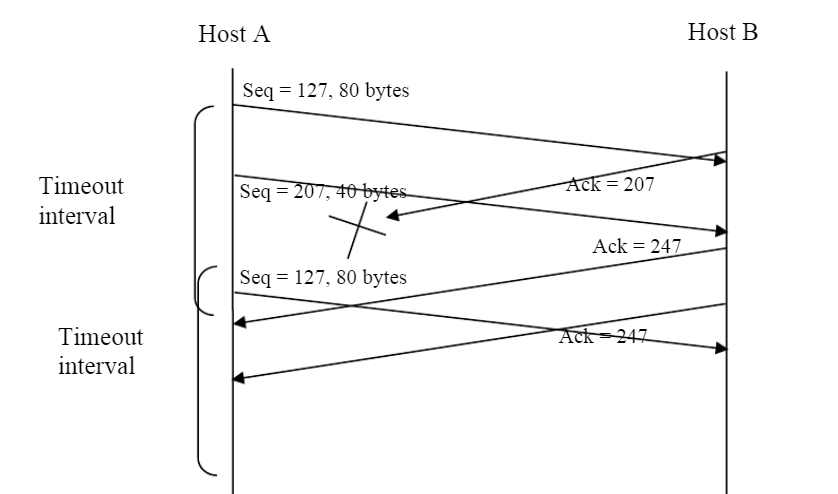 Host A
Host B
Seq = 127, 80 bytes
Timeout
interval
Seq = 207, 40 bytes
Ack = 207
Ack = 247
Seq = 127, 80 bytes
Timeout
interval
Ack = 247